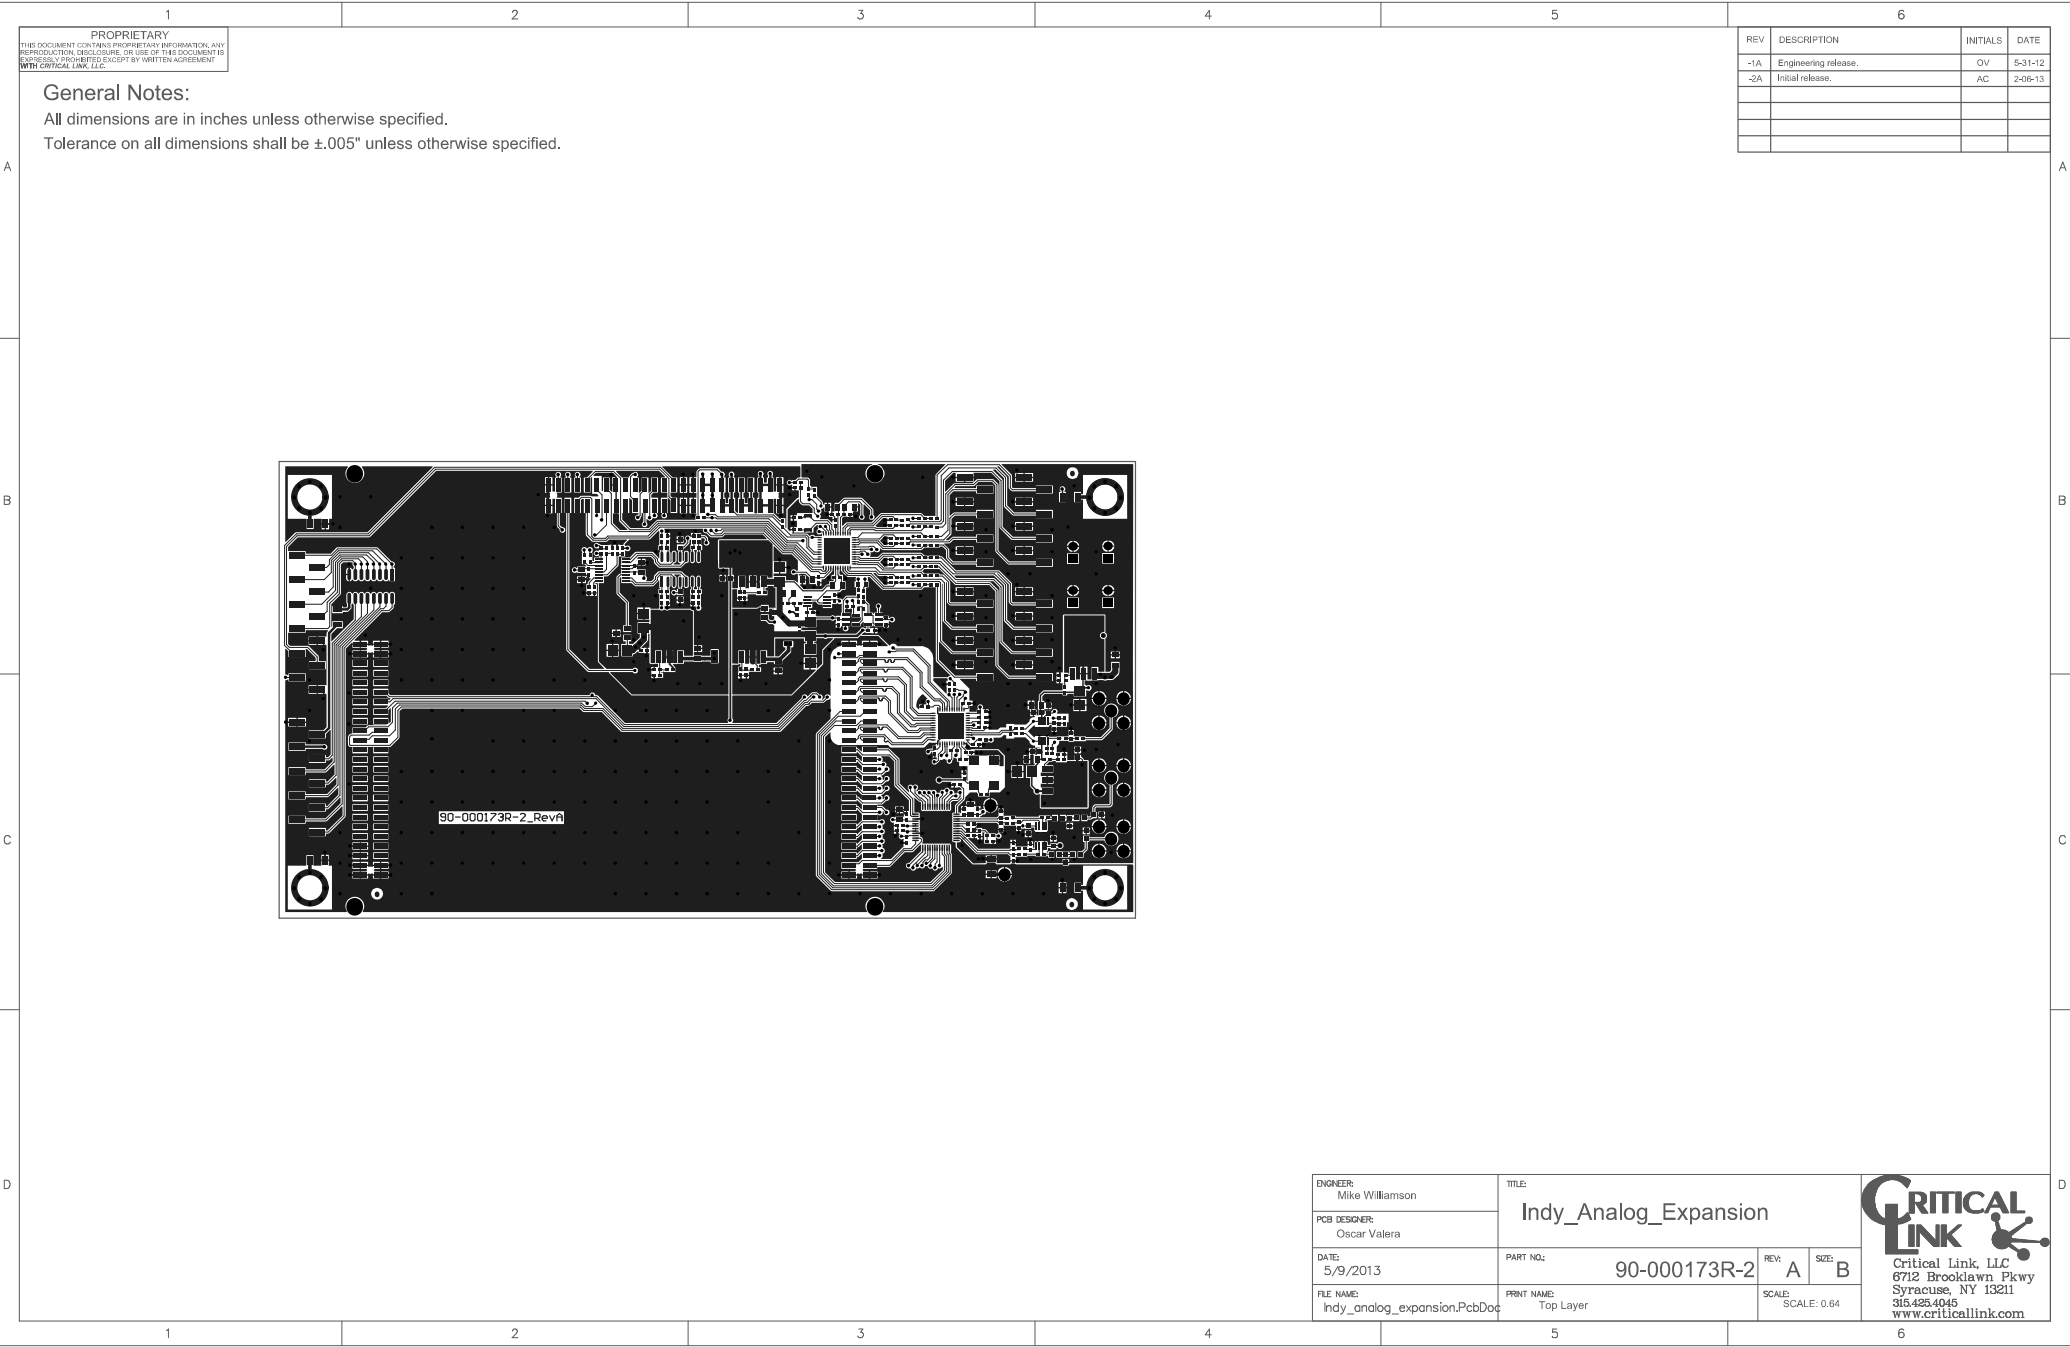 1 2 3 4 5 6
PROPRIETARY
THIS DOCUMENT CONTAINS PROPRIETARY INFORMATION, ANY
REPRODUCTION, DISCLOSURE, OR USE OF THIS DOCUMENT IS
EXPRESSLY PROHIBITED EXCEPT BY WRITTEN AGREEMENT
WITH CRITICAL LINK, LLC.
General Notes:
All dimensions are in inches unless otherwise specified.
Tolerance on all dimensions shall be ±.005" unless otherwise specified.
REV DESCRIPTION INITIALS DATE
-1A Engineering release. OV 5-31-12
-2A Initial release. AC 2-06-13
A A
B B
90-000173R-2_RevA
C C
D D
ENGINEER:
Mike Williamson
PCB DESIGNER:
Oscar Valera
DATE:
5/9/2013
FILE NAME:
Indy_analog_expansion.PcbDoc
TITLE:
Indy_Analog_Expansion
PART NO.:
90-000173R-2
REV:
A
SIZE:
B
PRINT NAME:
Top Layer
SCALE:
SCALE: 0.64
CRITICAL
LINK
Critical Link, LLC
6712 Brooklawn Pkwy
Syracuse, NY 13211
315.425.4045
www.criticallink.com
1 2 3 4 5 6